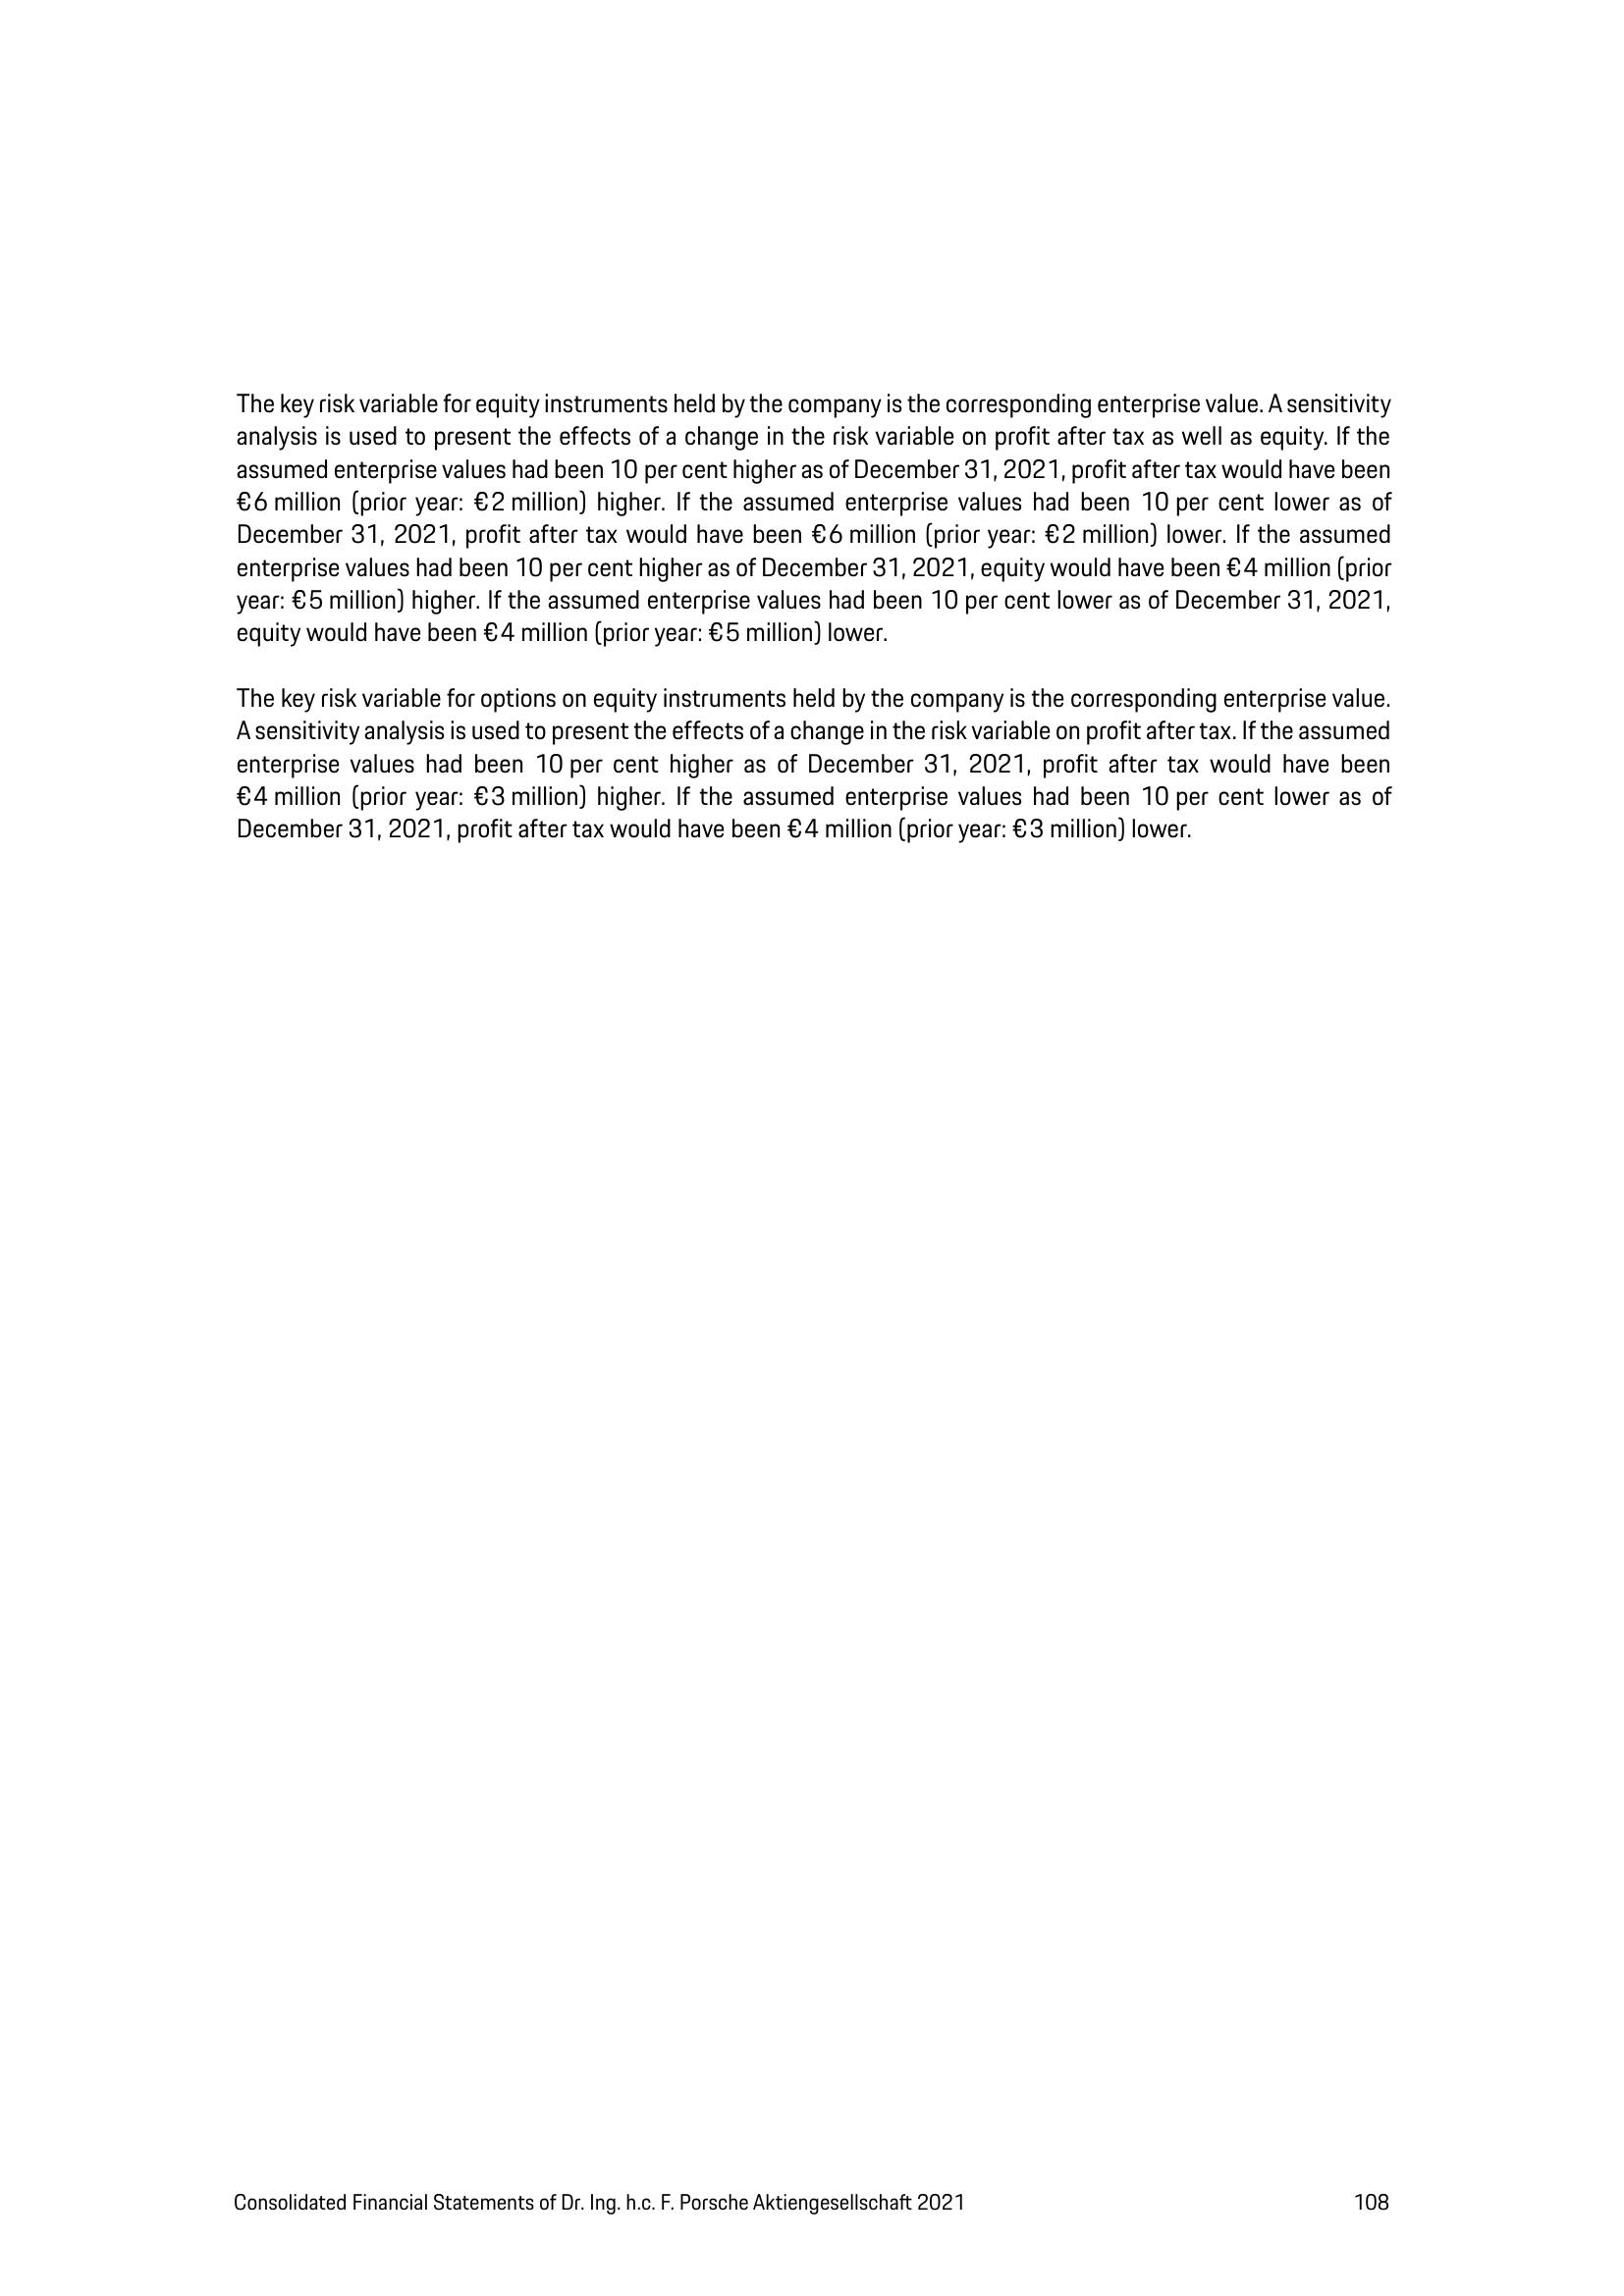 The key risk variable for equity instruments held by the company is the corresponding enterprise value. A sensitivity
analysis is used to present the effects of a change in the risk variable on profit after tax as well as equity. If the
assumed enterprise values had been 10 per cent higher as of December 31, 2021, profit after tax would have been
€6 million (prior year: €2 million) higher. If the assumed enterprise values had been 10 per cent lower as of
December 31, 2021, profit after tax would have been €6 million (prior year: €2 million) lower. If the assumed
enterprise values had been 10 per cent higher as of December 31, 2021, equity would have been €4 million (prior
year: €5 million) higher. If the assumed enterprise values had been 10 per cent lower as of December 31, 2021,
equity would have been €4 million (prior year: €5 million) lower.
The key risk variable for options on equity instruments held by the company is the corresponding enterprise value.
A sensitivity analysis is used to present the effects of a change in the risk variable on profit after tax. If the assumed
enterprise values had been 10 per cent higher as of December 31, 2021, profit after tax would have been
€4 million (prior year: €3 million) higher. If the assumed enterprise values had been 10 per cent lower as of
December 31, 2021, profit after tax would have been €4 million (prior year: €3 million) lower.
Consolidated Financial Statements of Dr. Ing. h.c. F. Porsche Aktiengesellschaft 2021 108